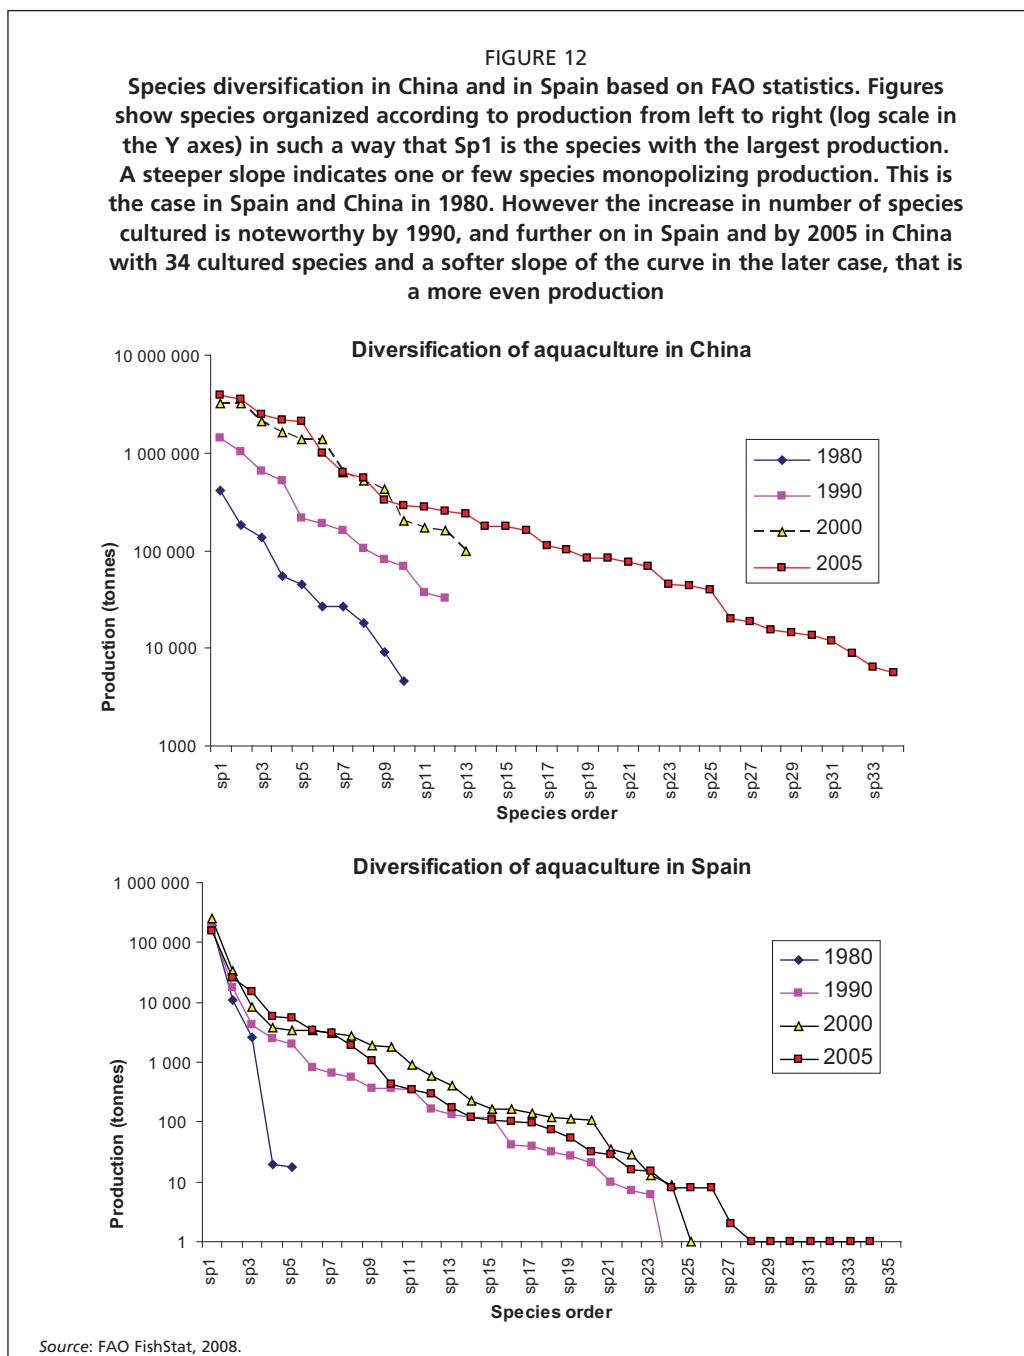 FIGURE 12
Species diversification in China and in Spain based on FAO statistics. Figures
show species organized according to production from left to right (log scale in
the Y axes) in such a way that Sp1 is the species with the largest production.
A steeper slope indicates one or few species monopolizing production. This is
the case in Spain and China in 1980. However the increase in number of species
cultured is noteworthy by 1990, and further on in Spain and by 2005 in China
with 34 cultured species and a softer slope of the curve in the later case, that is
a more even production
Diversification of aquaculture in China
10 000 000
1 000 000
100 000
10 000
1000
Production (tonnes)
1980
1990
2000
2005
sp1
sp3
sp5
sp7
sp9
sp11
sp13
sp15
sp17
sp19
sp21
sp23
sp25
sp27
sp29
sp31
sp33
Species order
Diversification of aquaculture in Spain
1 000 000
100 000
10 000
1 000
100
10
1
Production (tonnes)
1980
1990
2000
2005
sp1
sp3
sp5
sp7
sp9
sp11
sp13
sp15
sp17
sp19
sp21
sp23
sp25
sp27
sp29
sp31
sp33
sp35
Species order
Source: FAO FishStat, 2008.